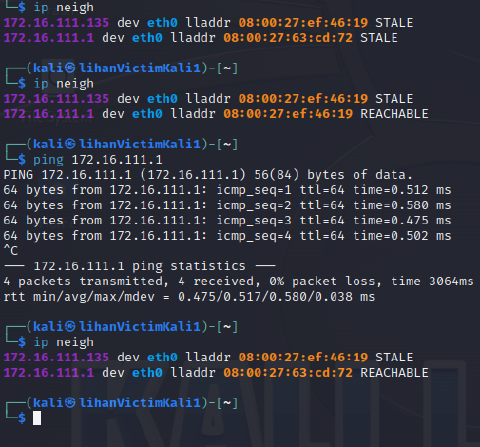 └─$ ip neigh
172.16.111.135 dev eth0 lladdr 08:00:27:ef:46:19 STALE
172.16.111.1 dev eth0 lladdr 08:00:27:63:cd:72 STALE
┌──(kali㉿lihanVictimKali1)-[~]
└─$ ip neigh
172.16.111.135 dev eth0 lladdr 08:00:27:ef:46:19 STALE
172.16.111.1 dev eth0 lladdr 08:00:27:63:cd:72 REACHABLE
┌──(kali㉿lihanVictimKali1)-[~]
└─$ ping 172.16.111.1
PING 172.16.111.1 (172.16.111.1) 56(84) bytes of data.
64 bytes from 172.16.111.1: icmp_seq=1 ttl=64 time=0.512 ms
64 bytes from 172.16.111.1: icmp_seq=2 ttl=64 time=0.580 ms
64 bytes from 172.16.111.1: icmp_seq=3 ttl=64 time=0.475 ms
64 bytes from 172.16.111.1: icmp_seq=4 ttl=64 time=0.502 ms
^C
--- 172.16.111.1 ping statistics ---
4 packets transmitted, 4 received, 0% packet loss, time 3064ms
rtt min/avg/max/mdev = 0.475/0.517/0.580/0.038 ms
┌──(kali㉿lihanVictimKali1)-[~]
└─$ ip neigh
172.16.111.135 dev eth0 lladdr 08:00:27:ef:46:19 STALE
172.16.111.1 dev eth0 lladdr 08:00:27:63:cd:72 REACHABLE
┌──(kali㉿lihanVictimKali1)-[~]
└─$